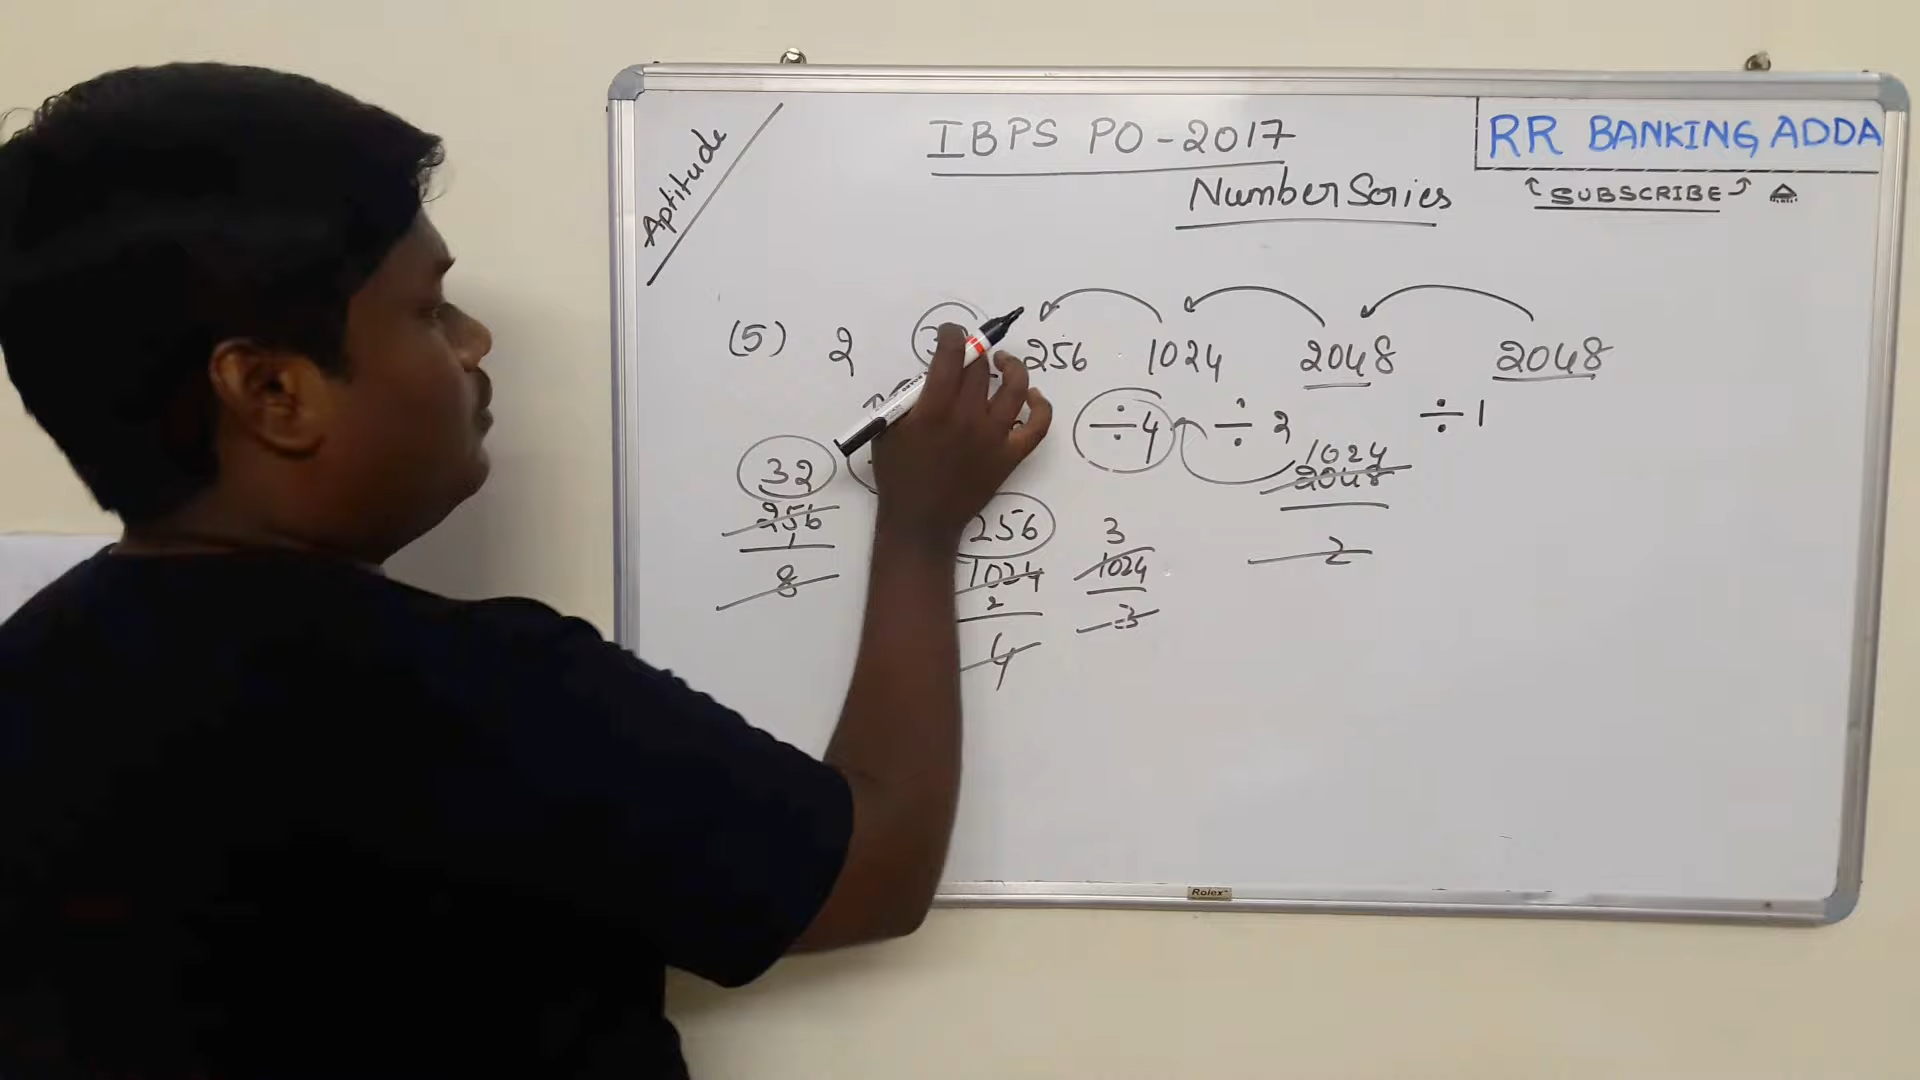 Aptitude
IBPS PO-2017
RR BANKING ADDA
SUBSCRIBE
Number Series
(5) 2 256 1024 2048 2048
÷4 ÷2 ÷1
32
256
1
8
256
1024
2
4
3
1024
3
1024
2048
2
Rolex